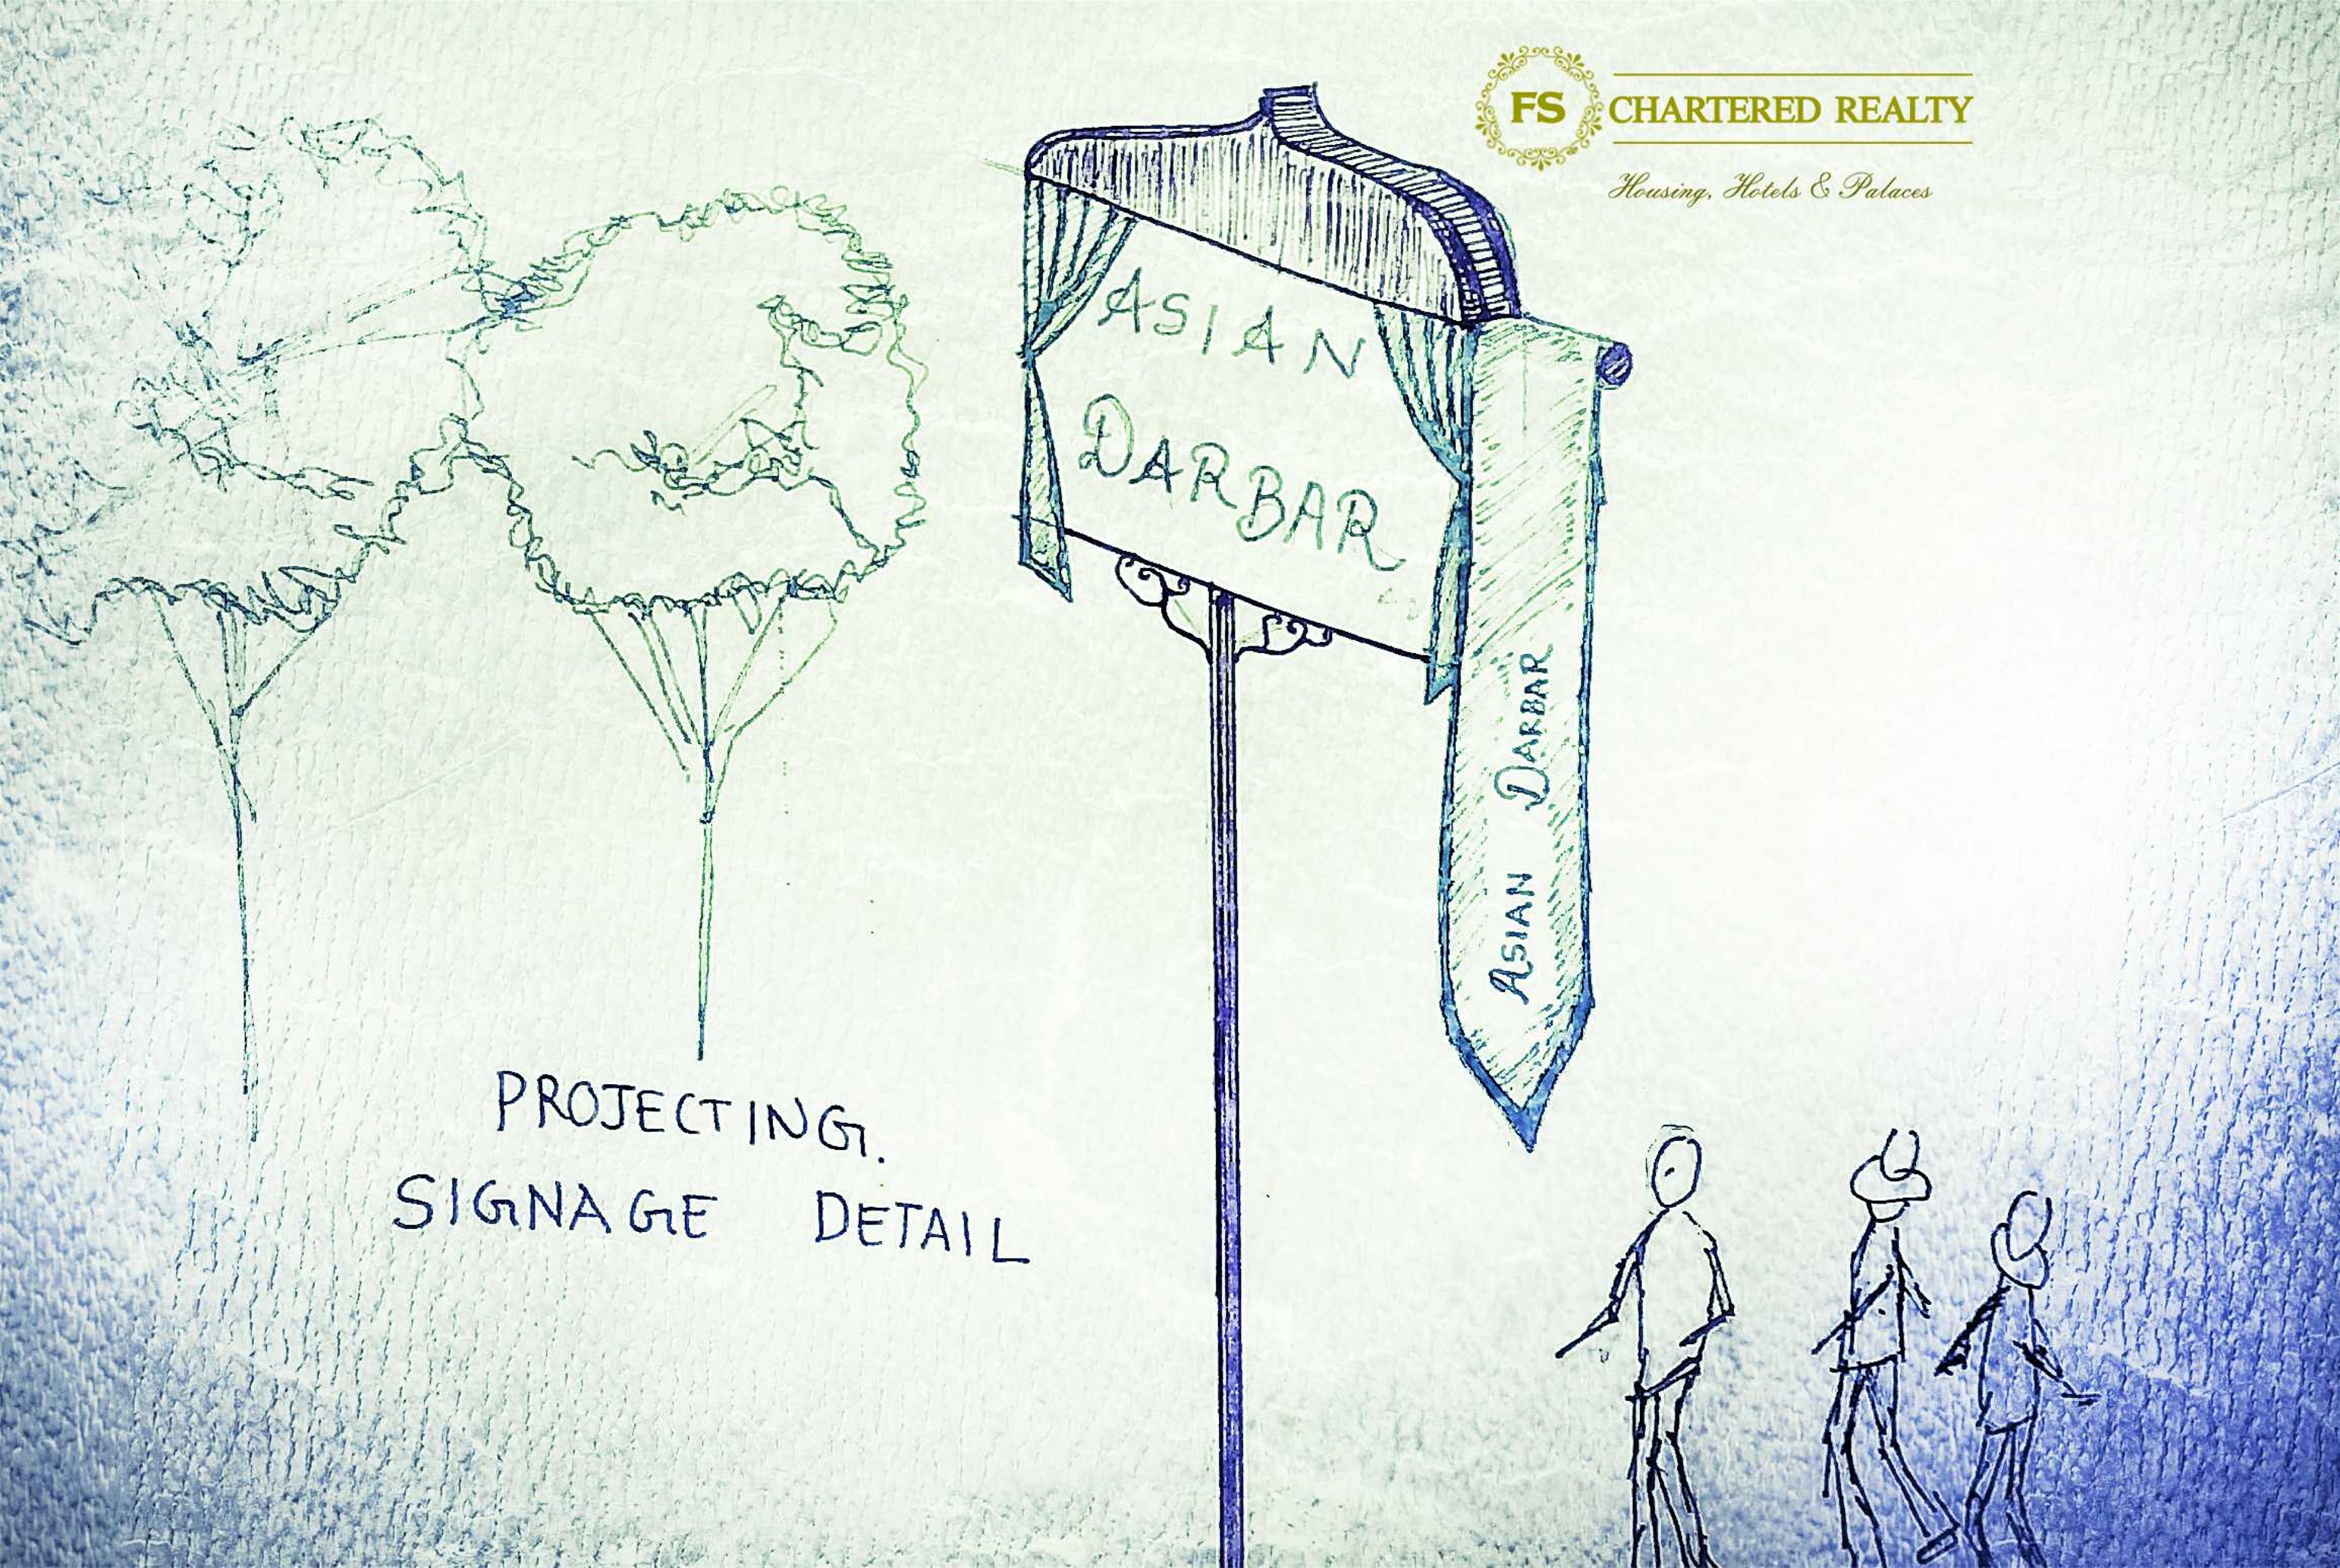 FS CHARTERED REALTY
Housing, Hotels & Palaces
ASIAN
DARBAR
ASIAN DARBAR
PROJECTING.
SIGNAGE DETAIL